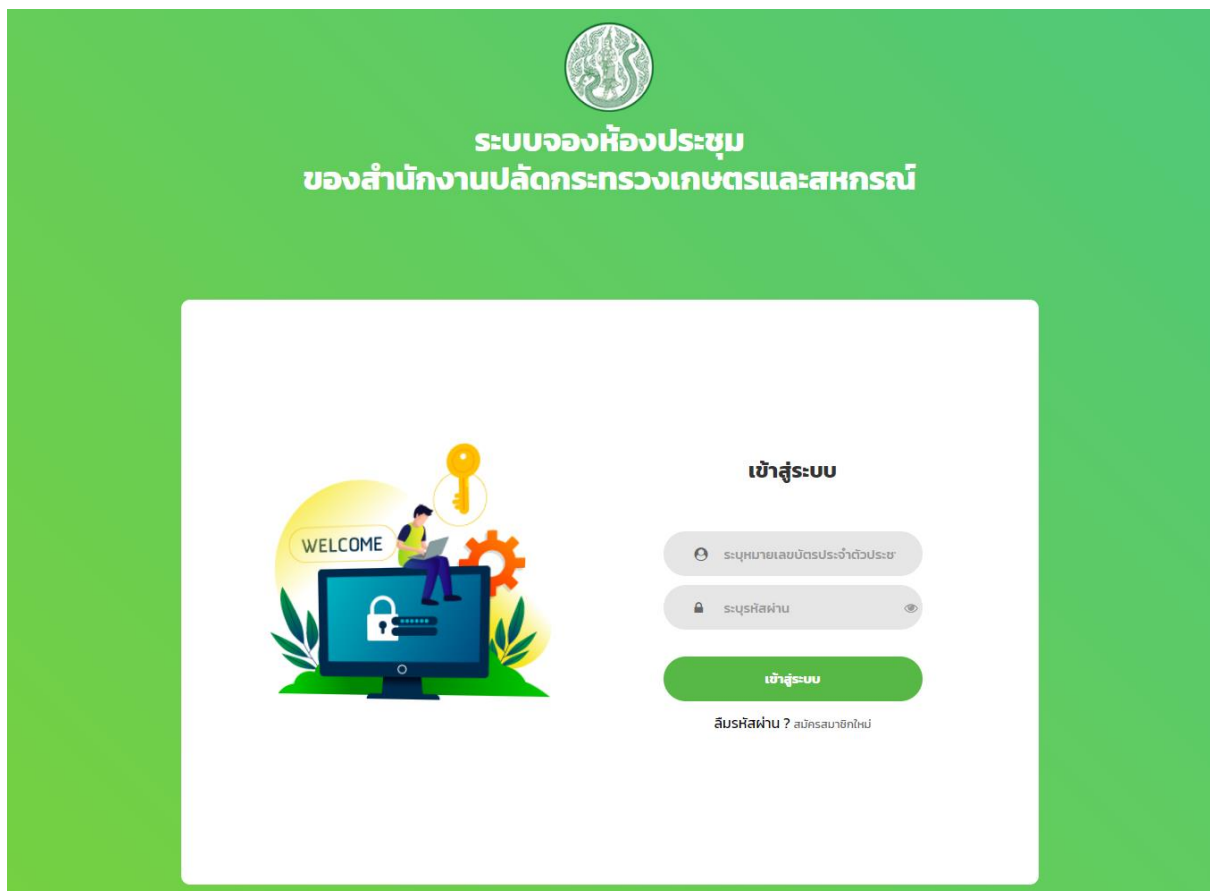 ระบบจองห้องประชุม
ของสำนักงานปลัดกระทรวงเกษตรและสหกรณ์
เข้าสู่ระบบ
WELCOME
ระบุหมายเลขบัตรประจำตัวประช
ระบุรหัสผ่าน
เข้าสู่ระบบ
ลืมรหัสผ่าน ? สมัครสมาชิกใหม่